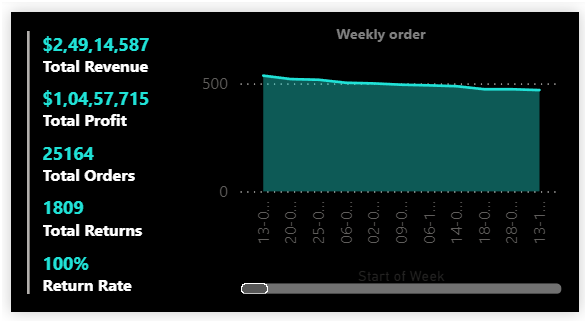 $2,49,14,587
Total Revenue
$1,04,57,715
Total Profit
25164
Total Orders
1809
Total Returns
100%
Return Rate
Weekly order
500
0
13-0...
20-0...
25-0...
06-0...
02-0...
09-0...
06-1...
14-0...
18-0...
28-0...
13-1...
Start of Week